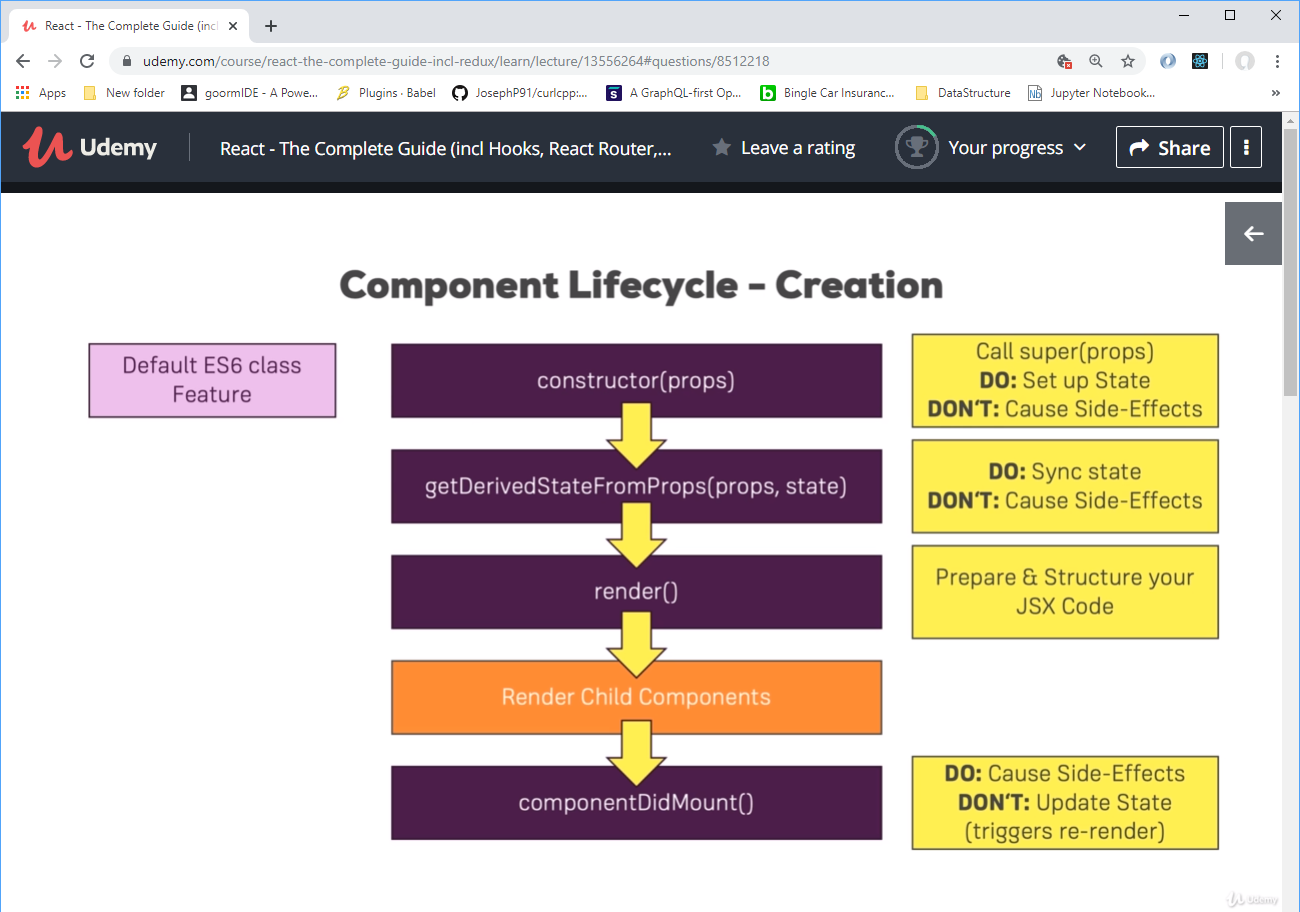 React - The Complete Guide (incl
udemy.com/course/react-the-complete-guide-incl-redux/learn/lecture/13556264#questions/8512218
Apps New folder goormIDE - A Powe... Plugins · Babel JosephP91/curlcpp:... A GraphQL-first Op... Bingle Car Insuranc... DataStructure Jupyter Notebook... »
Udemy React - The Complete Guide (incl Hooks, React Router,... Leave a rating Your progress Share
Component Lifecycle - Creation
Default ES6 class
Feature
constructor(props)
Call super(props)
DO: Set up State
DON'T: Cause Side-Effects
getDerivedStateFromProps(props, state)
DO: Sync state
DON'T: Cause Side-Effects
render()
Prepare & Structure your
JSX Code
Render Child Components
componentDidMount()
DO: Cause Side-Effects
DON'T: Update State
(triggers re-render)
Udemy